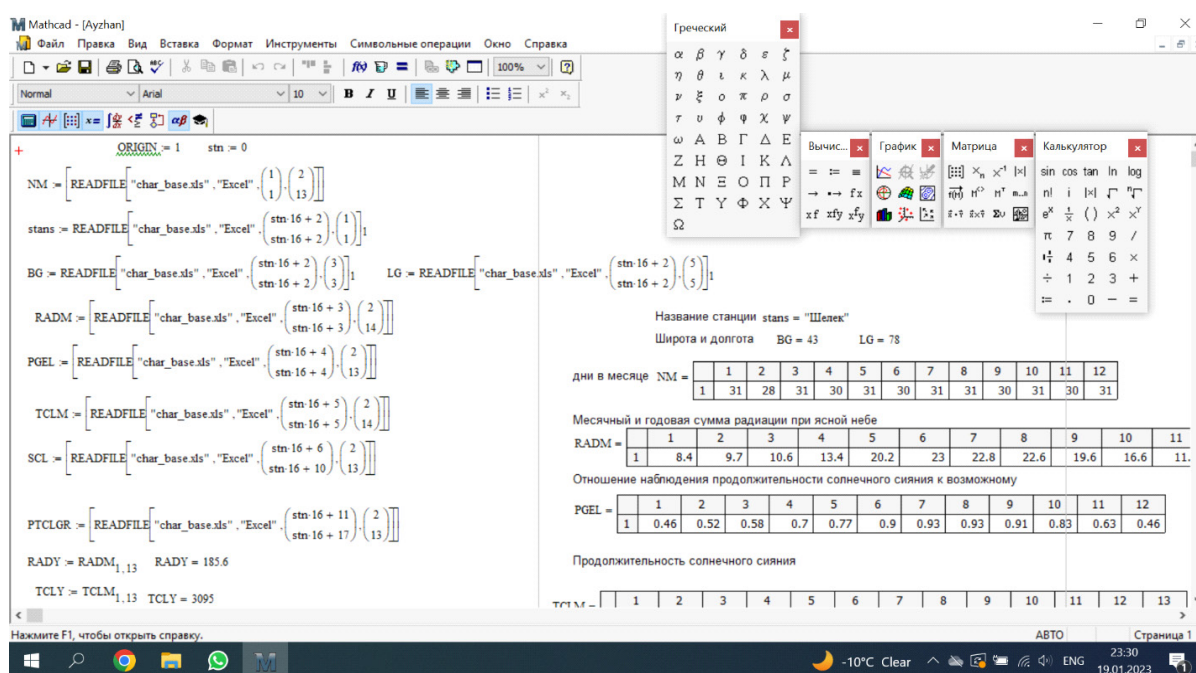 Mathcad - [Ayzhan]
Файл Правка Вид Вставка Формат Инструменты Символьные операции Окно Справка
100%
Normal Arial 10 B I U x² x₂
ORIGIN := 1 stn := 0
NM := [READFILE["char_base.xls" ,"Excel" ,(1 1),(2 13)]]
stans := READFILE["char_base.xls" ,"Excel" ,(stn·16 + 2 stn·16 + 2),(1 1)]1
BG := READFILE["char_base.xls" ,"Excel" ,(stn·16 + 2 stn·16 + 2),(3 3)]1 LG := READFILE["char_base.xls" ,"Excel" ,(stn·16 + 2 stn·16 + 2),(5 5)]1
RADM := [READFILE["char_base.xls" ,"Excel" ,(stn·16 + 3 stn·16 + 3),(2 14)]]
PGEL := [READFILE["char_base.xls" ,"Excel" ,(stn·16 + 4 stn·16 + 4),(2 13)]]
TCLM := [READFILE["char_base.xls" ,"Excel" ,(stn·16 + 5 stn·16 + 5),(2 14)]]
SCL := [READFILE["char_base.xls" ,"Excel" ,(stn·16 + 6 stn·16 + 10),(2 13)]]
PTCLGR := [READFILE["char_base.xls" ,"Excel" ,(stn·16 + 11 stn·16 + 17),(2 13)]]
RADY := RADM1,13 RADY = 185.6
TCLY := TCLM1,13 TCLY = 3095
Греческий
α β γ δ ε ζ
η θ ι κ λ μ
ν ξ ο π ρ σ
τ υ ϕ φ χ ψ
ω Α Β Γ Δ Ε
Ζ Η Θ Ι Κ Λ
Μ Ν Ξ Ο Π Ρ
Σ Τ Υ Φ Χ Ψ
Ω
Вычис...
= := ≡
→ •→ fx
xf xfy xfy
График
Матрица
Калькулятор
sin cos tan ln log
n! i |×|
eˣ 1/x ( ) ×² ×ʸ
π 7 8 9 /
4 5 6 ×
÷ 1 2 3 +
:= . 0 − =
Название станции stans = "Шелек"
Широта и долгота BG = 43 LG = 78
дни в месяце NM =
1 2 3 4 5 6 7 8 9 10 11 12
1 31 28 31 30 31 30 31 31 30 31 30 31
Месячный и годовая сумма радиации при ясной небе
RADM =
1 2 3 4 5 6 7 8 9 10 11
1 8.4 9.7 10.6 13.4 20.2 23 22.8 22.6 19.6 16.6 11.
Отношение наблюдения продолжительности солнечного сияния к возможному
PGEL =
1 2 3 4 5 6 7 8 9 10 11 12
1 0.46 0.52 0.58 0.7 0.77 0.9 0.93 0.93 0.91 0.83 0.63 0.46
Продолжительность солнечного сияния
TCLM =
1 2 3 4 5 6 7 8 9 10 11 12 13
Нажмите F1, чтобы открыть справку. АВТО Страница 1
-10°C Clear ENG 23:30
19.01.2023